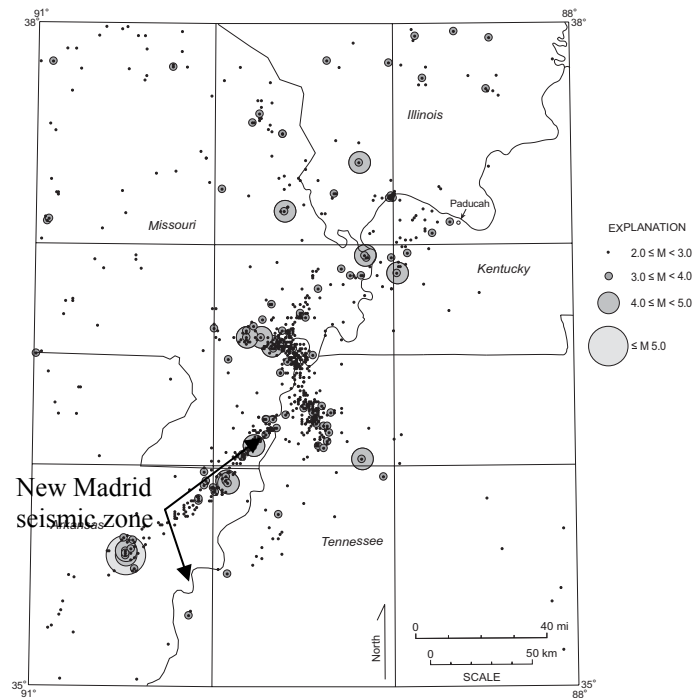 91°
88°
38°
38°
Illinois
Paducah
Missouri
EXPLANATION
2.0 ≤ M < 3.0
3.0 ≤ M < 4.0
4.0 ≤ M < 5.0
≤ M 5.0
Kentucky
New Madrid
seismic zone
Arkansas
Tennessee
North
0 40 mi
0 50 km
SCALE
35°
35°
91°
88°